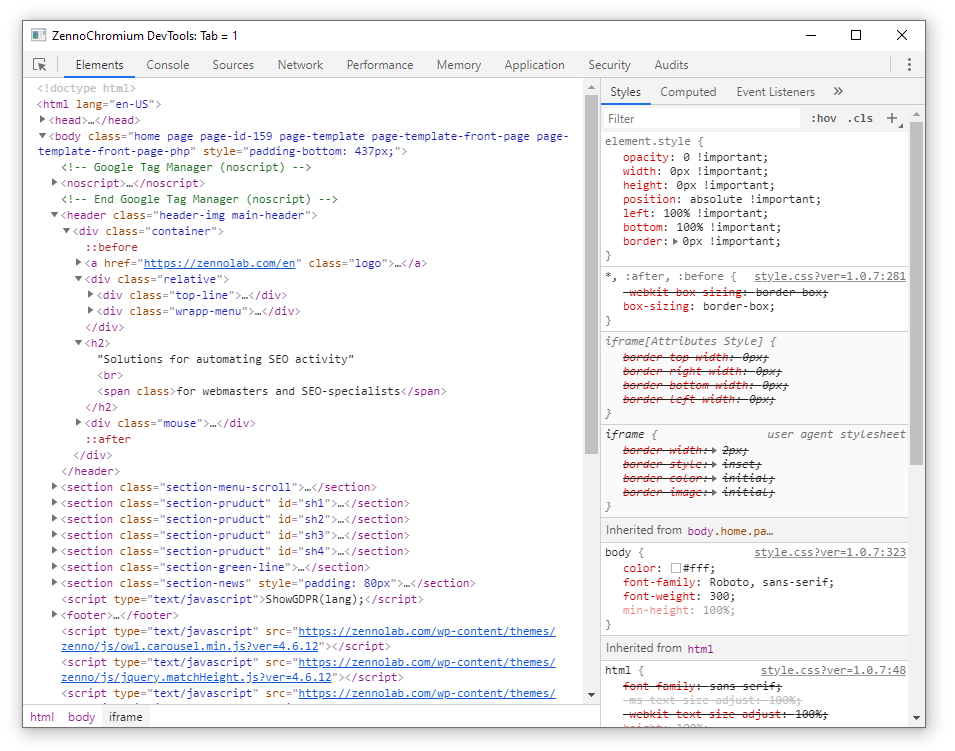 ZennoChromium DevTools: Tab = 1
Elements Console Sources Network Performance Memory Application Security Audits
<!doctype html>
<html lang="en-US">
<head>…</head>
<body class="home page page-id-159 page-template page-template-front-page page-
template-front-page-php" style="padding-bottom: 437px;">
<!-- Google Tag Manager (noscript) -->
<noscript>…</noscript>
<!-- End Google Tag Manager (noscript) -->
<header class="header-img main-header">
<div class="container">
::before
<a href="https://zennolab.com/en" class="logo">…</a>
<div class="relative">
<div class="top-line">…</div>
<div class="wrapp-menu">…</div>
</div>
<h2>
"Solutions for automating SEO activity"
<br>
<span class>for webmasters and SEO-specialists</span>
</h2>
<div class="mouse">…</div>
::after
</div>
</header>
<section class="section-menu-scroll">…</section>
<section class="section-pruduct" id="sh1">…</section>
<section class="section-pruduct" id="sh2">…</section>
<section class="section-pruduct" id="sh3">…</section>
<section class="section-pruduct" id="sh4">…</section>
<section class="section-green-line">…</section>
<section class="section-news" style="padding: 80px">…</section>
<script type="text/javascript">ShowGDPR(lang);</script>
<footer>…</footer>
<script type="text/javascript" src="https://zennolab.com/wp-content/themes/
zenno/js/owl.carousel.min.js?ver=4.6.12"></script>
<script type="text/javascript" src="https://zennolab.com/wp-content/themes/
zenno/js/jquery.matchHeight.js?ver=4.6.12"></script>
<script type="text/javascript" src="https://zennolab.com/wp-content/themes/
html body iframe
Styles Computed Event Listeners »
Filter :hov .cls +
element.style {
opacity: 0 !important;
width: 0px !important;
height: 0px !important;
position: absolute !important;
left: 100% !important;
bottom: 100% !important;
border: 0px !important;
}
*, :after, :before { style.css?ver=1.0.7:281
-webkit-box-sizing: border-box;
box-sizing: border-box;
}
iframe[Attributes Style] {
border-top-width: 0px;
border-right-width: 0px;
border-bottom-width: 0px;
border-left-width: 0px;
}
iframe { user agent stylesheet
border-width: 2px;
border-style: inset;
border-color: initial;
border-image: initial;
}
Inherited from body.home.pa…
body { style.css?ver=1.0.7:323
color: #fff;
font-family: Roboto, sans-serif;
font-weight: 300;
min-height: 100%;
}
Inherited from html
html { style.css?ver=1.0.7:48
font-family: sans-serif;
-ms-text-size-adjust: 100%;
-webkit-text-size-adjust: 100%;
height: 100%;